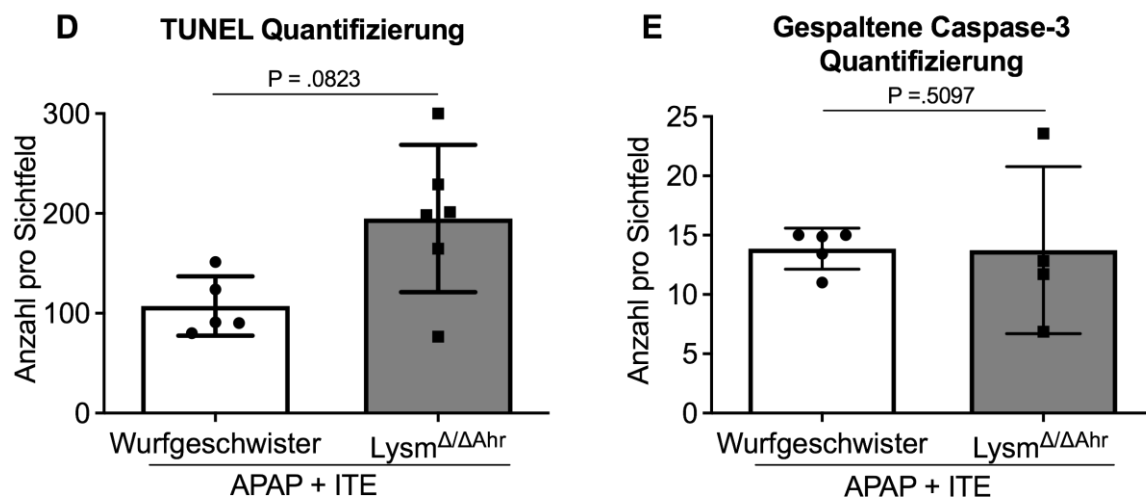 D
TUNEL Quantifizierung
P = .0823
Anzahl pro Sichtfeld
300
200
100
0
Wurfgeschwister
Lysm^Δ/ΔAhr
APAP + ITE
E
Gespaltene Caspase-3
Quantifizierung
P =.5097
Anzahl pro Sichtfeld
25
20
15
10
5
0
Wurfgeschwister
Lysm^Δ/ΔAhr
APAP + ITE